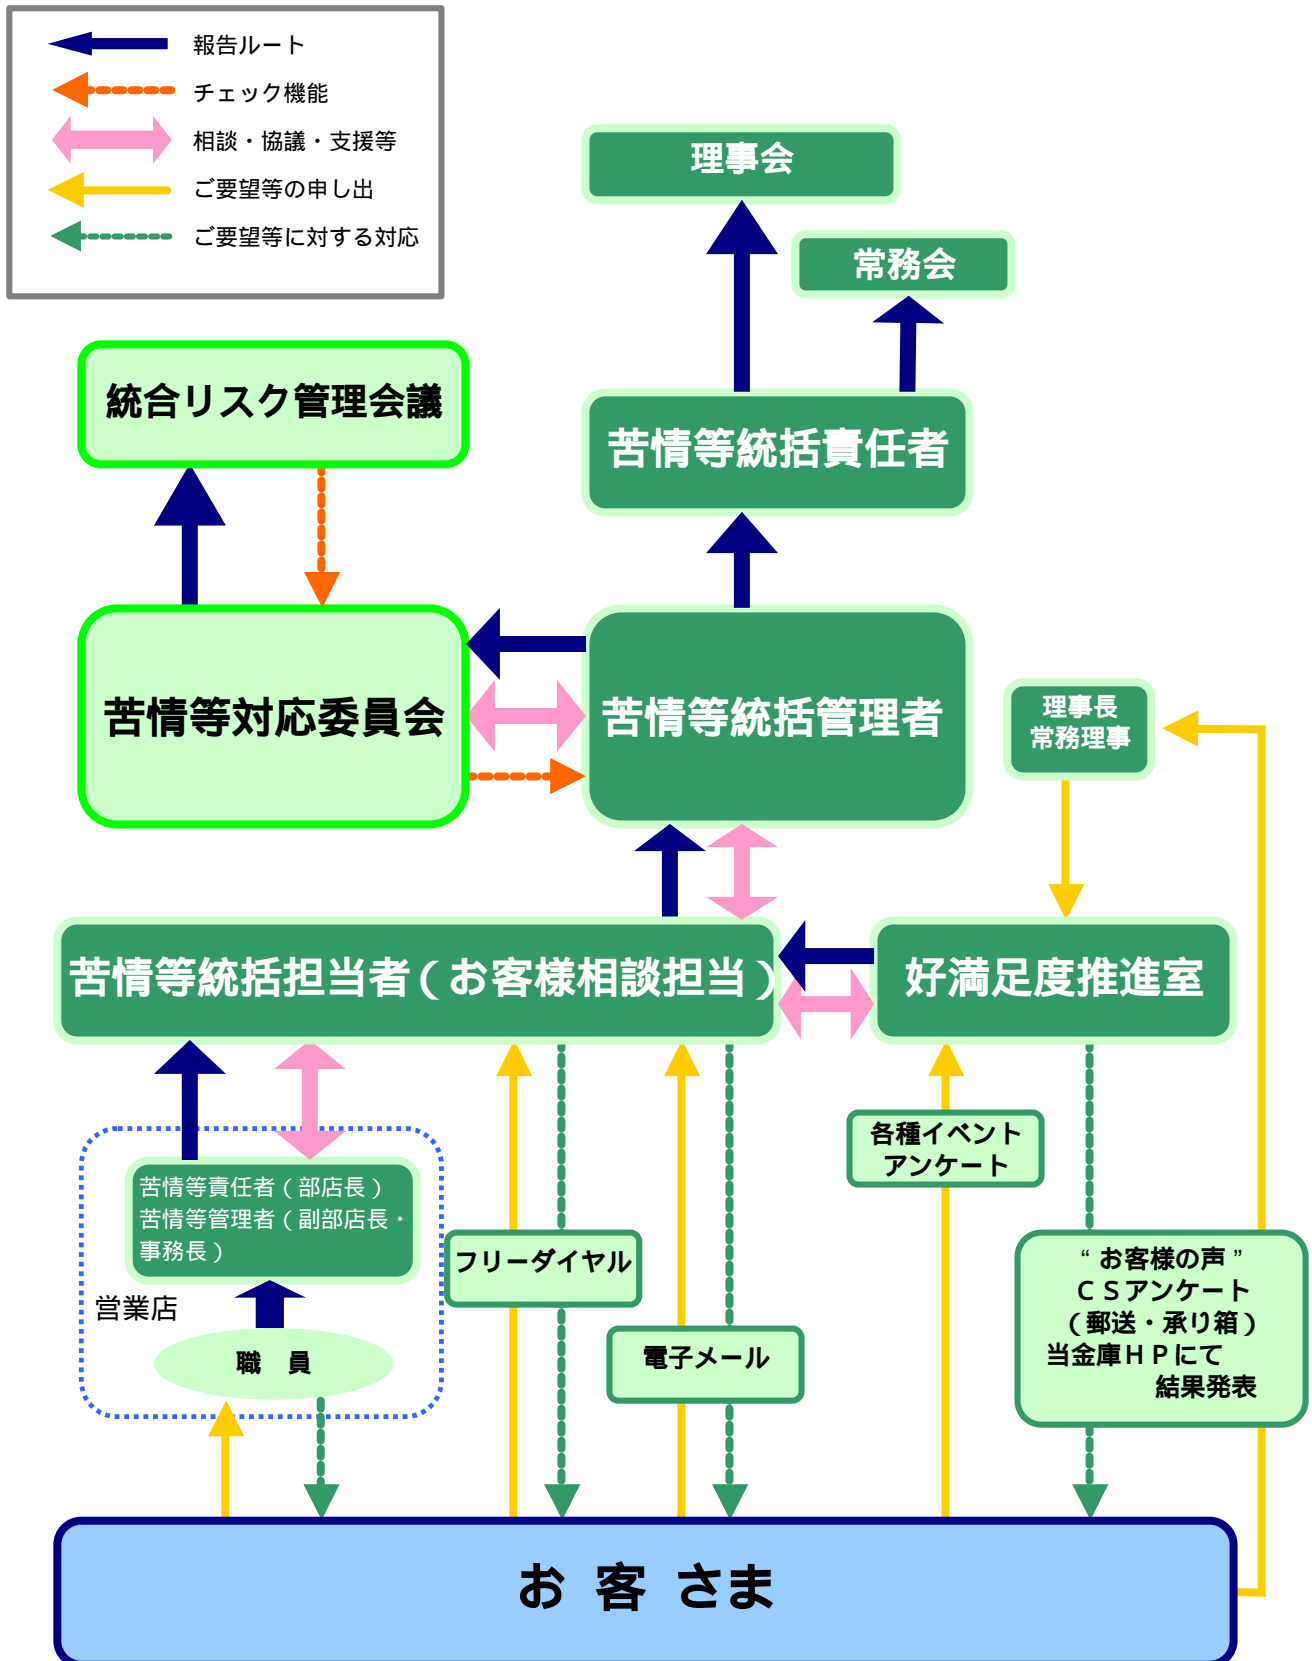 報告ルート
チェック機能
相談・協議・支援等
ご要望等の申し出
ご要望等に対する対応
理事会
常務会
統合リスク管理会議
苦情等統括責任者
苦情等対応委員会
苦情等統括管理者
理事長
常務理事
苦情等統括担当者(お客様相談担当)
好満足度推進室
各種イベント
アンケート
苦情等責任者(部店長)
苦情等管理者(副部店長・
事務長)
営業店
職 員
フリーダイヤル
電子メール
“お客様の声”
CSアンケート
(郵送・承り箱)
当金庫HPにて
結果発表
お 客 さま